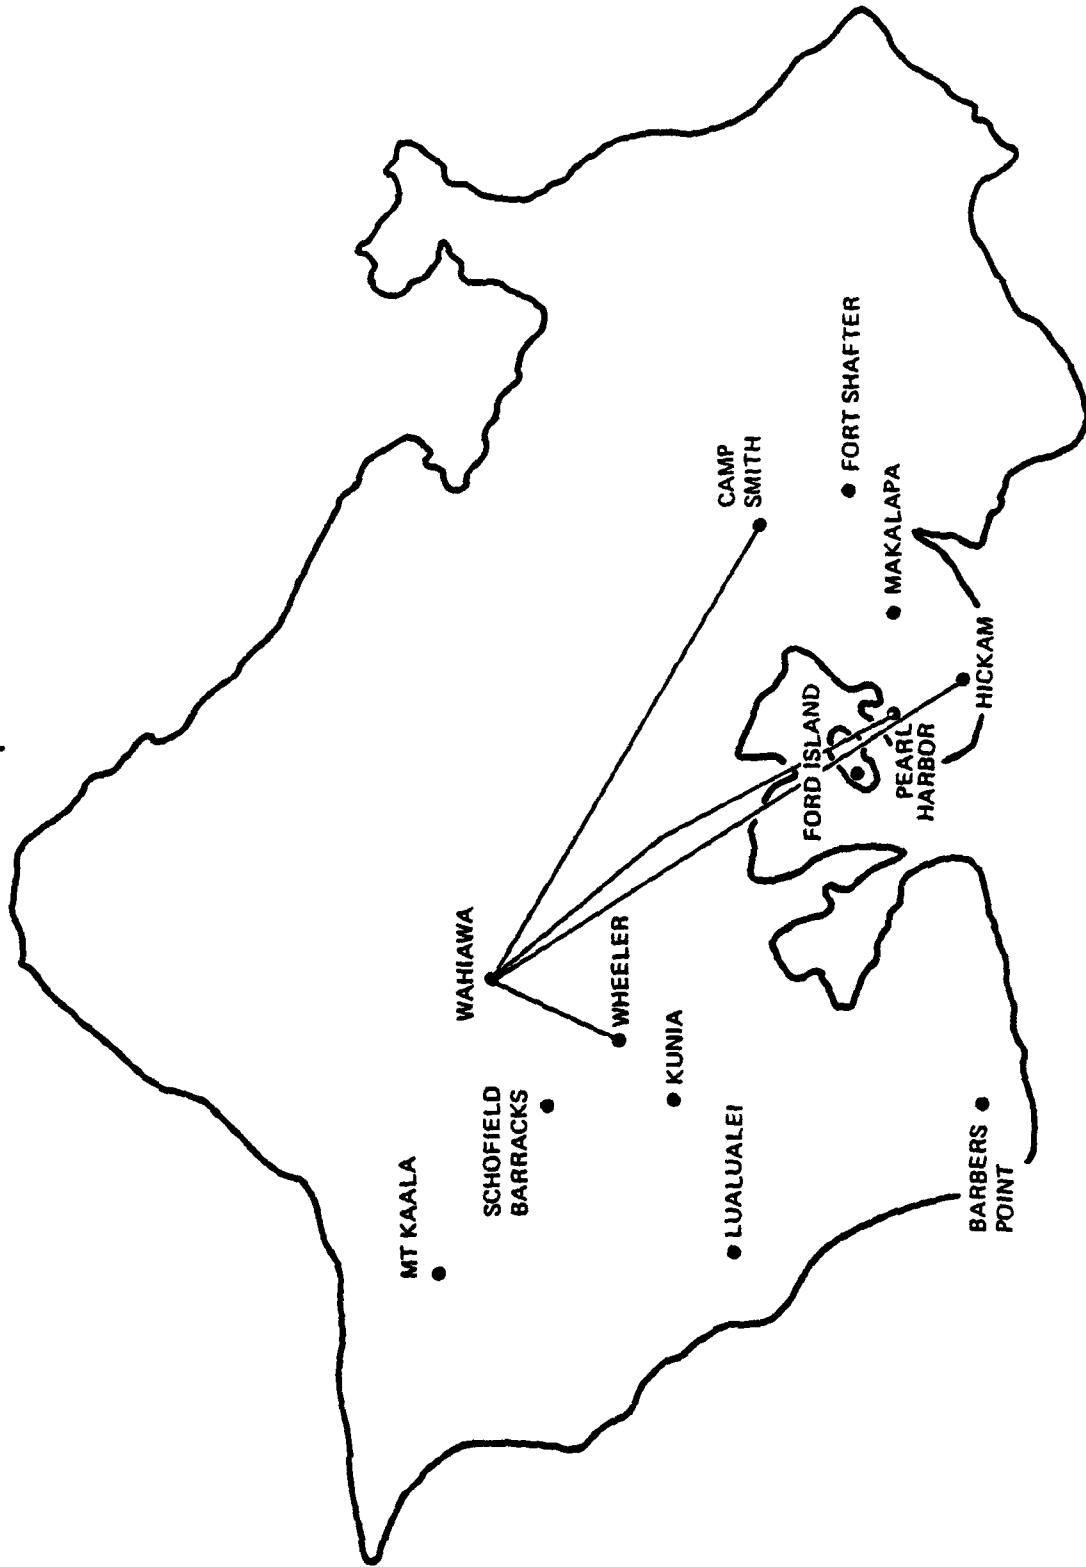 MT KAALA
SCHOFIELD
BARRACKS
WAHIAWA
WHEELER
KUNIA
LUALUALEI
CAMP
SMITH
FORT SHAFTER
MAKALAPA
FORD ISLAND
PEARL
HARBOR
HICKAM
BARBERS
POINT